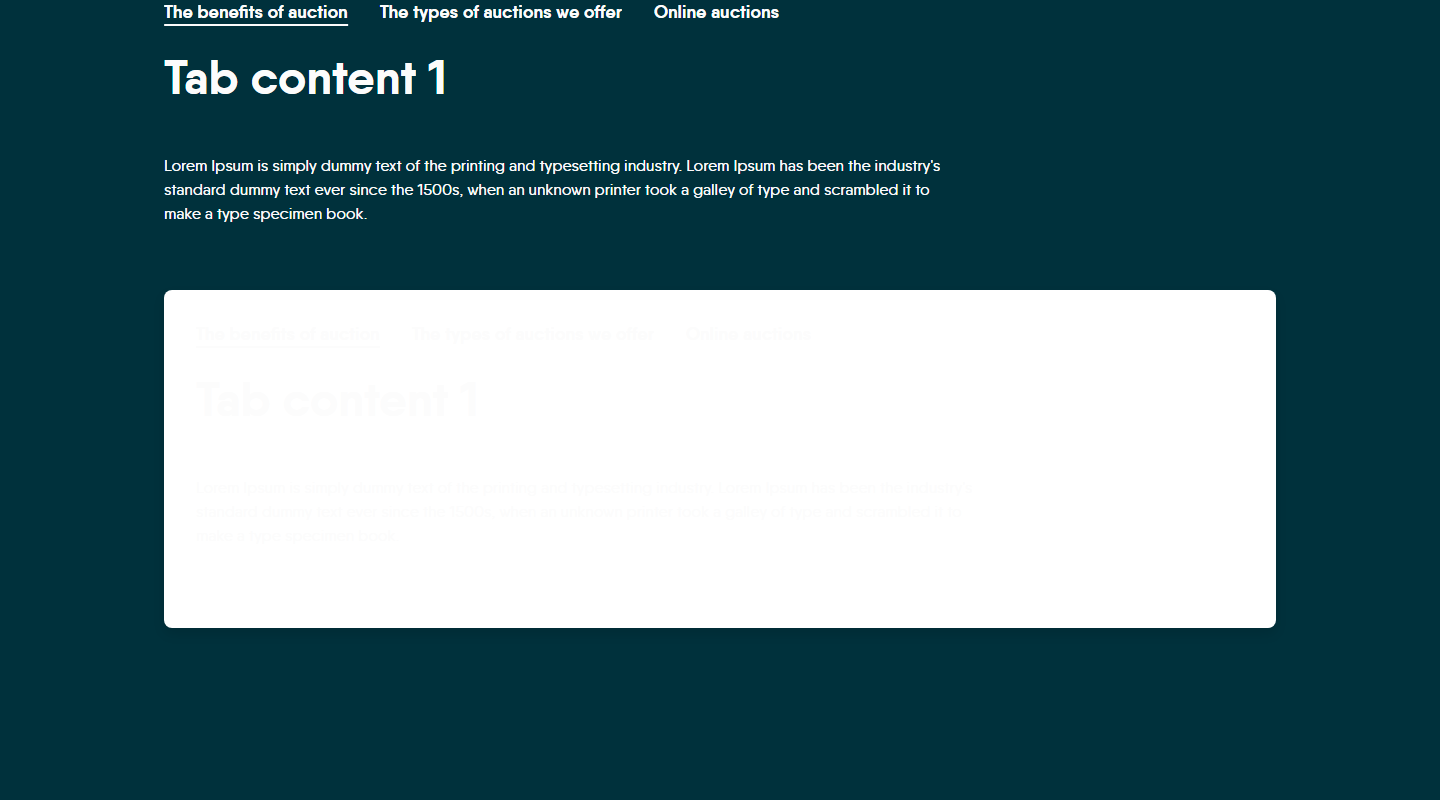 The benefits of auction The types of auctions we offer Online auctions
Tab content 1
Lorem Ipsum is simply dummy text of the printing and typesetting industry. Lorem Ipsum has been the industry's
standard dummy text ever since the 1500s, when an unknown printer took a galley of type and scrambled it to
make a type specimen book.
The benefits of auction The types of auctions we offer Online auctions
Tab content 1
Lorem Ipsum is simply dummy text of the printing and typesetting industry. Lorem Ipsum has been the industry's
standard dummy text ever since the 1500s, when an unknown printer took a galley of type and scrambled it to
make a type specimen book.